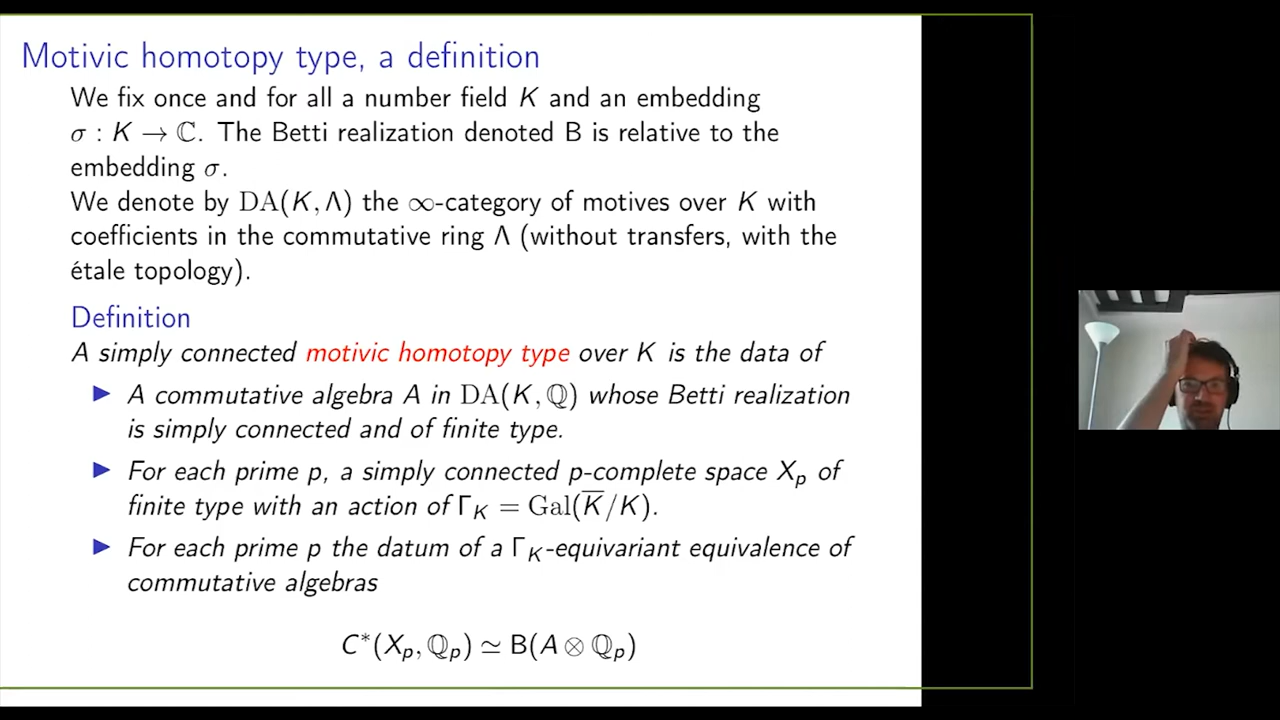 Motivic homotopy type, a definition
We fix once and for all a number field K and an embedding
σ : K → ℂ. The Betti realization denoted B is relative to the
embedding σ.
We denote by DA(K, Λ) the ∞-category of motives over K with
coefficients in the commutative ring Λ (without transfers, with the
étale topology).
Definition
A simply connected motivic homotopy type over K is the data of
▶ A commutative algebra A in DA(K, ℚ) whose Betti realization
is simply connected and of finite type.
▶ For each prime p, a simply connected p-complete space X_p of
finite type with an action of Γ_K = Gal(K̅/K).
▶ For each prime p the datum of a Γ_K-equivariant equivalence of
commutative algebras
C*(X_p, ℚ_p) ≃ B(A ⊗ ℚ_p)